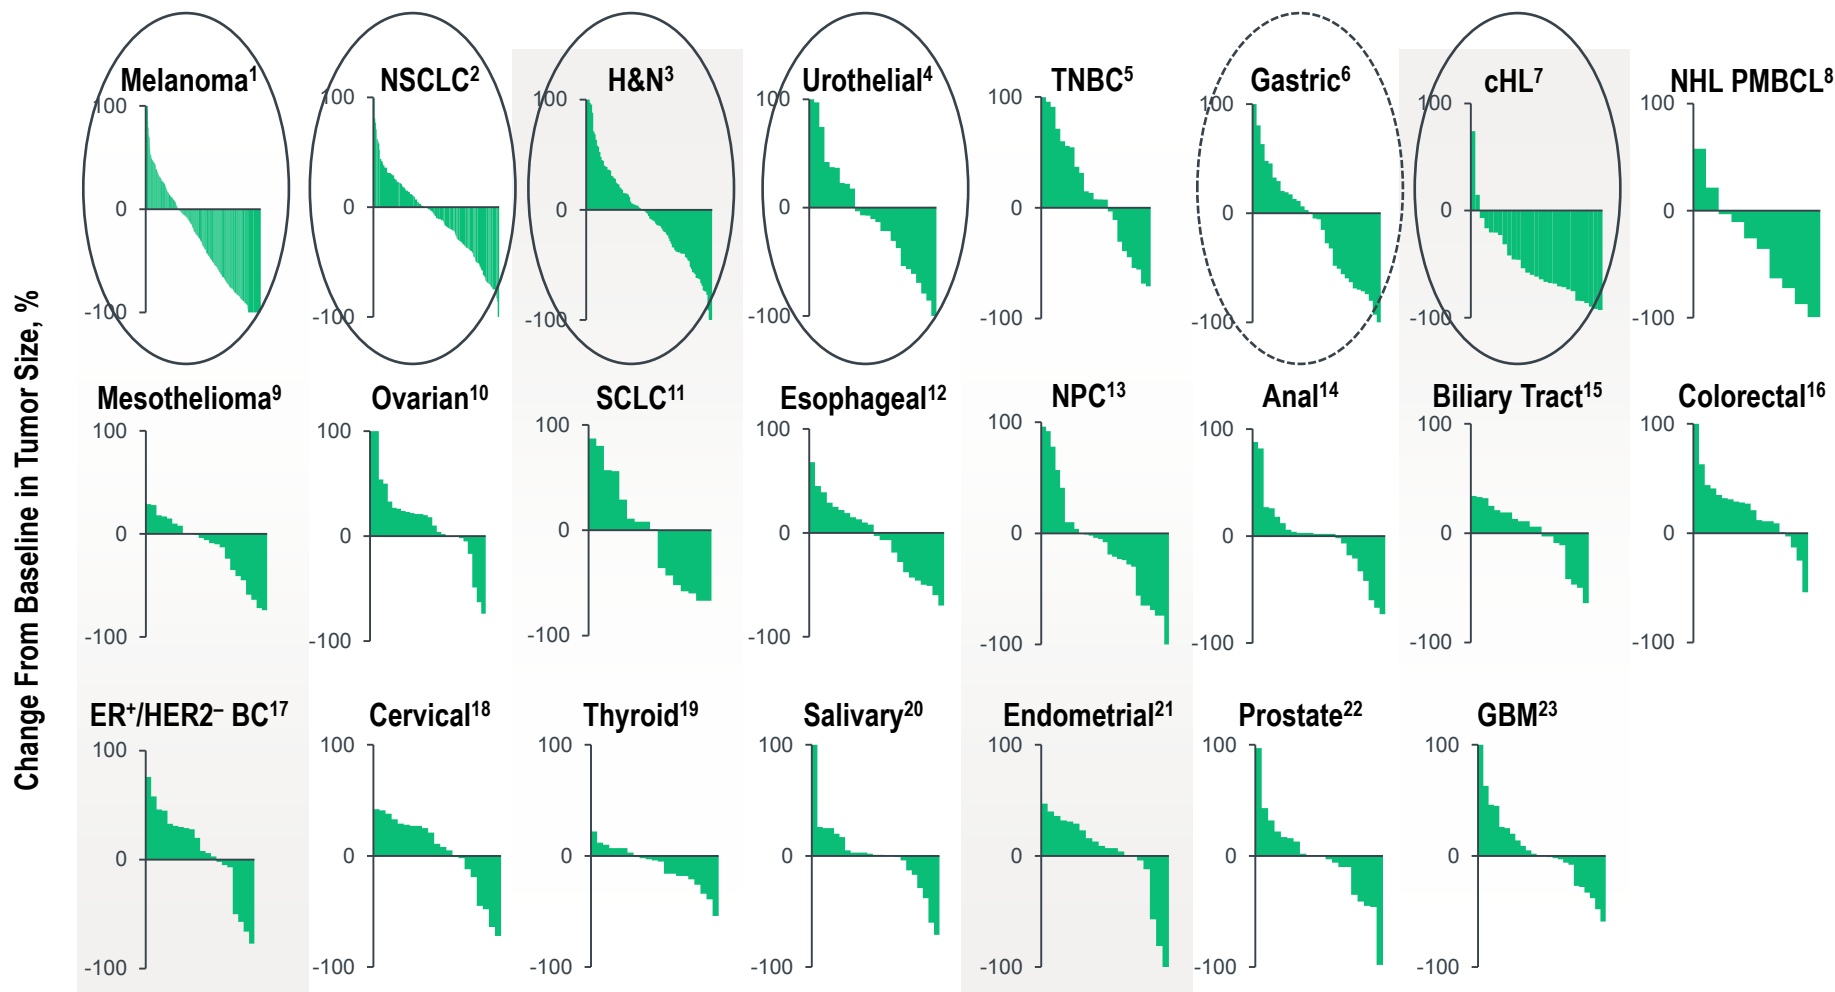 Change From Baseline in Tumor Size, %
Melanoma¹
100
0
-100
NSCLC²
100
0
-100
H&N³
100
0
-100
Urothelial⁴
100
0
-100
TNBC⁵
100
0
-100
Gastric⁶
100
0
-100
cHL⁷
100
0
-100
NHL PMBCL⁸
100
0
-100
Mesothelioma⁹
100
0
-100
Ovarian¹⁰
100
0
-100
SCLC¹¹
100
0
-100
Esophageal¹²
100
0
-100
NPC¹³
100
0
-100
Anal¹⁴
100
0
-100
Biliary Tract¹⁵
100
0
-100
Colorectal¹⁶
100
0
-100
ER⁺/HER2⁻ BC¹⁷
100
0
-100
Cervical¹⁸
100
0
-100
Thyroid¹⁹
100
0
-100
Salivary²⁰
100
0
-100
Endometrial²¹
100
0
-100
Prostate²²
100
0
-100
GBM²³
100
0
-100